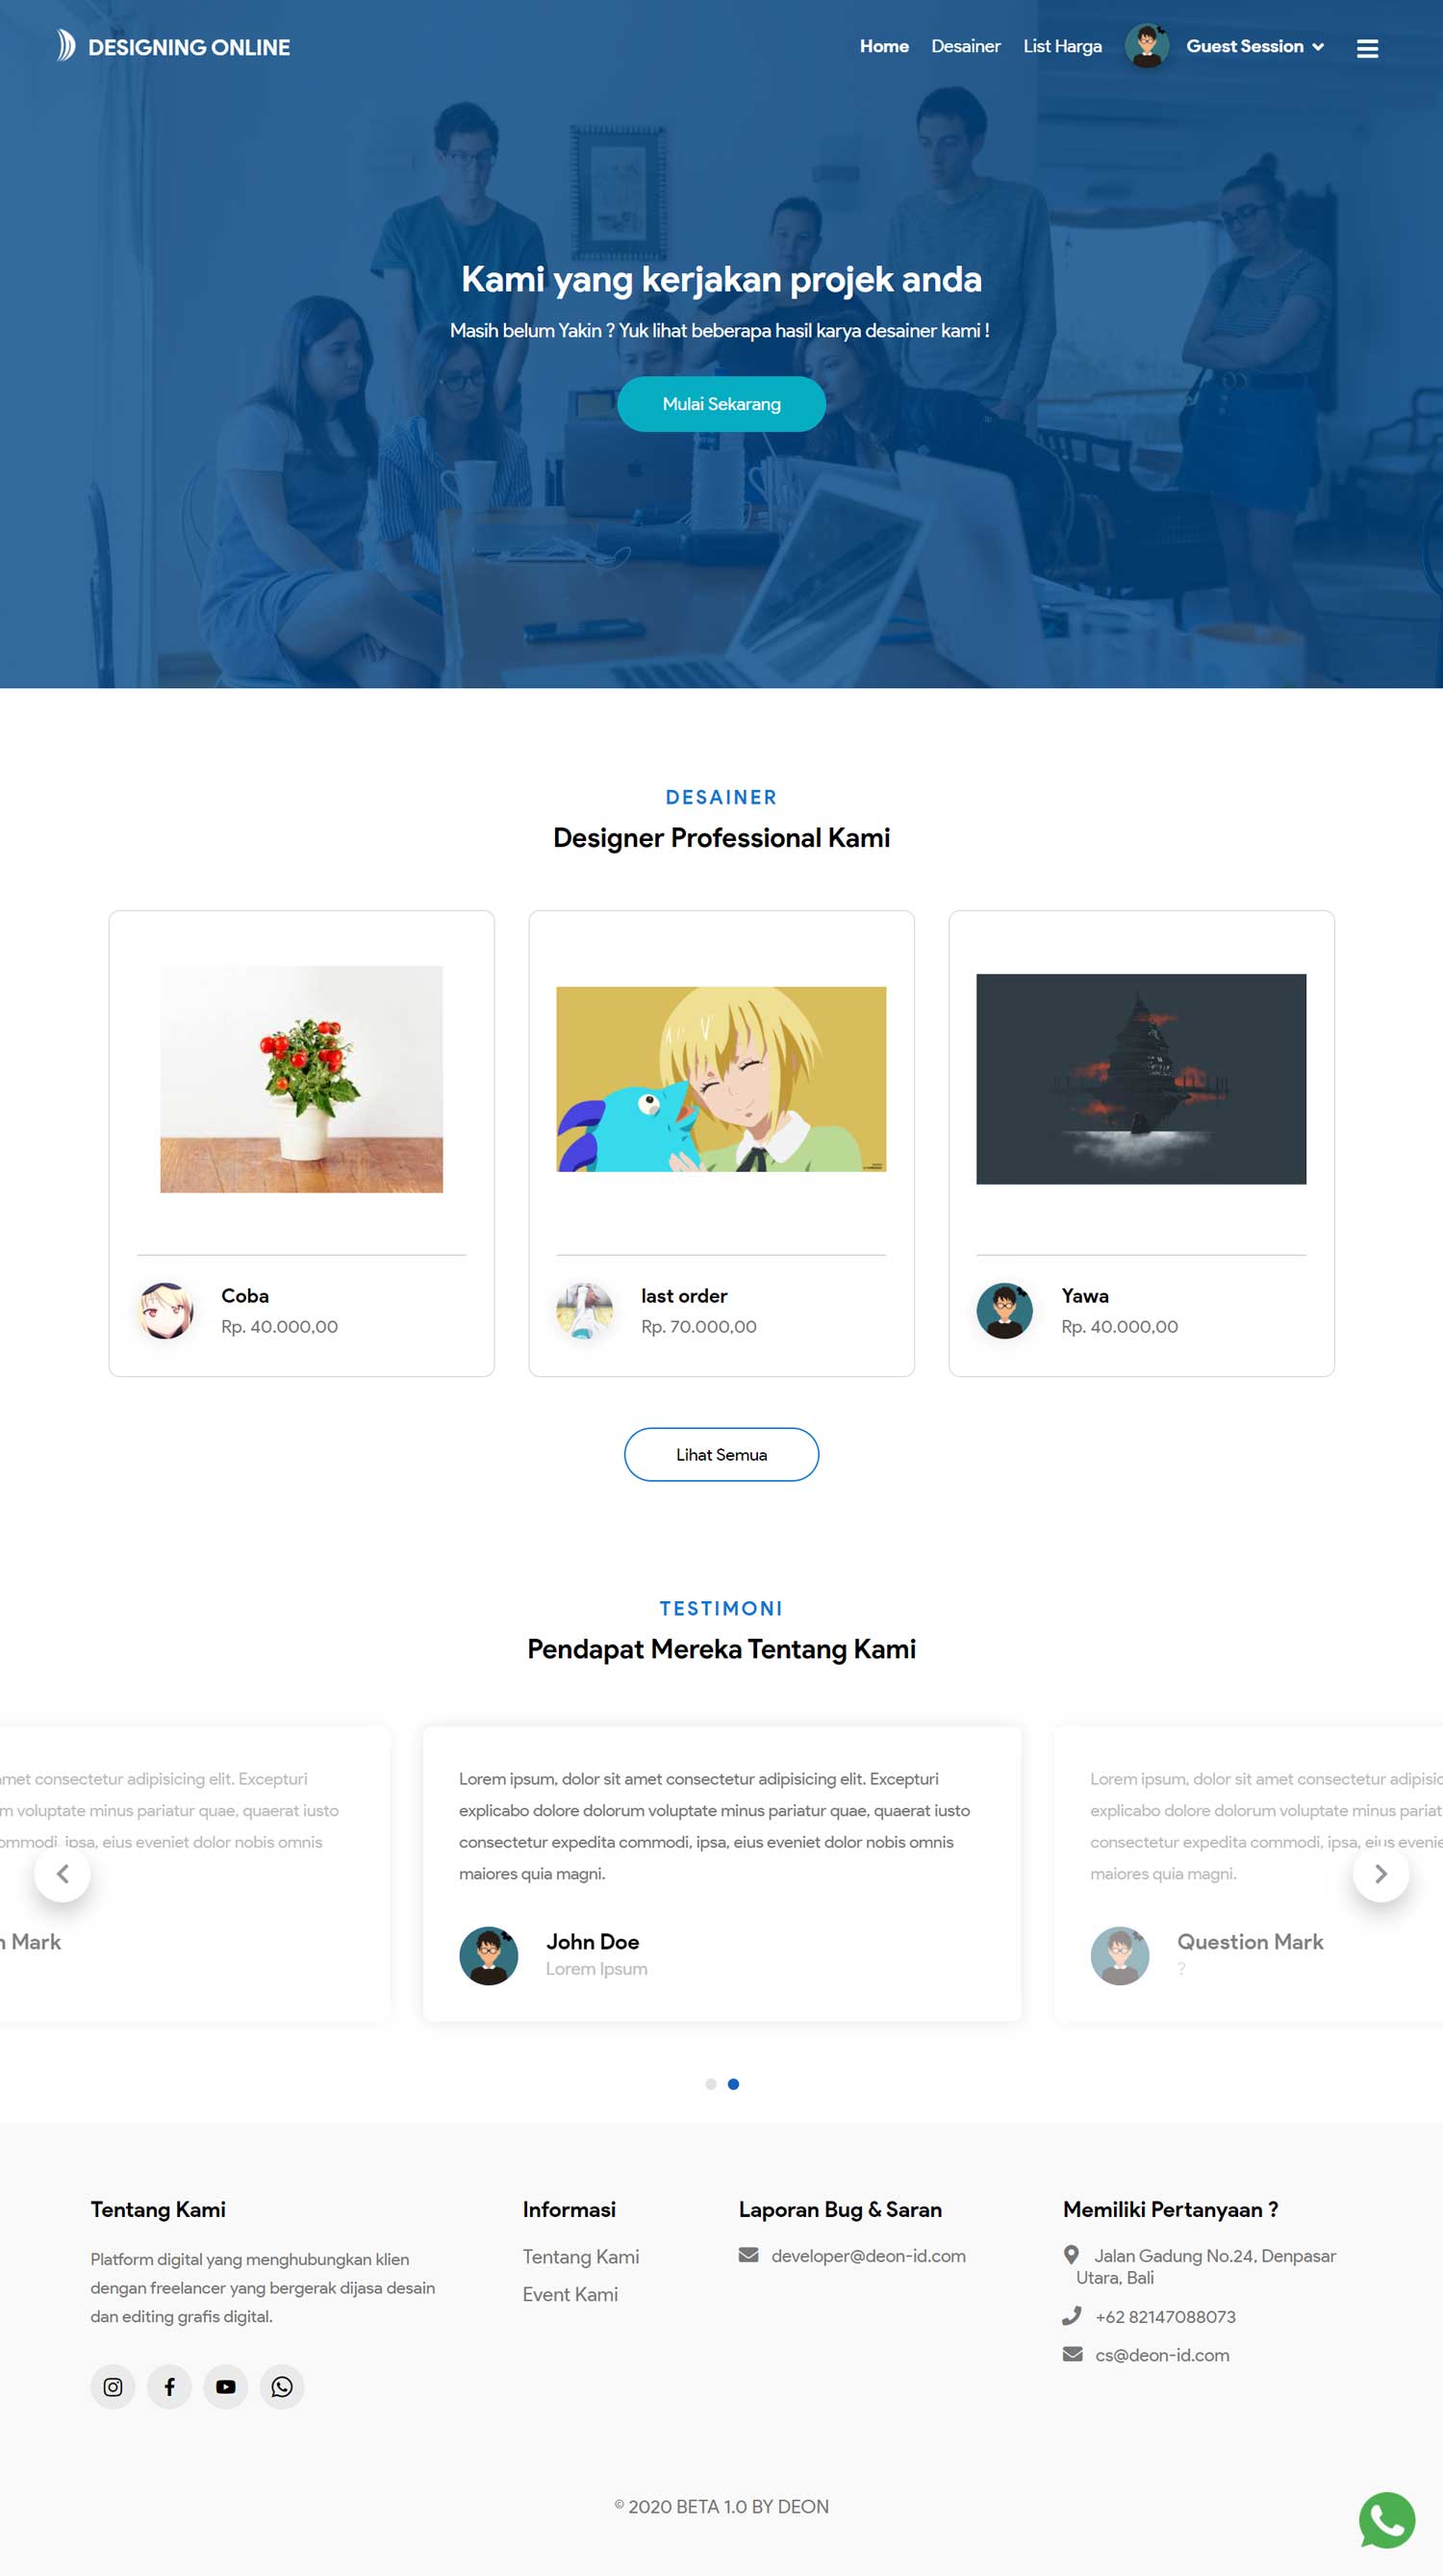 DESIGNING ONLINE
Home Desainer List Harga Guest Session
Kami yang kerjakan projek anda
Masih belum Yakin ? Yuk lihat beberapa hasil karya desainer kami !
Mulai Sekarang
DESAINER
Designer Professional Kami
Coba
Rp. 40.000,00
last order
Rp. 70.000,00
Yawa
Rp. 40.000,00
Lihat Semua
TESTIMONI
Pendapat Mereka Tentang Kami
consectetur adipisicing elit. Excepturi
voluptate minus pariatur quae, quaerat iusto
ipsa, eius eveniet dolor nobis omnis
Mark
Lorem ipsum, dolor sit amet consectetur adipisicing elit. Excepturi
explicabo dolore dolorum voluptate minus pariatur quae, quaerat iusto
consectetur expedita commodi, ipsa, eius eveniet dolor nobis omnis
maiores quia magni.
John Doe
Lorem Ipsum
Lorem ipsum, dolor sit amet consectetur
explicabo dolore dolorum voluptate minus
consectetur expedita commodi, ipsa, eius
maiores quia magni.
Question Mark
?
Tentang Kami
Platform digital yang menghubungkan klien
dengan freelancer yang bergerak dijasa desain
dan editing grafis digital.
Informasi
Tentang Kami
Event Kami
Laporan Bug & Saran
developer@deon-id.com
Memiliki Pertanyaan ?
Jalan Gadung No.24, Denpasar
Utara, Bali
+62 82147088073
cs@deon-id.com
© 2020 BETA 1.0 BY DEON